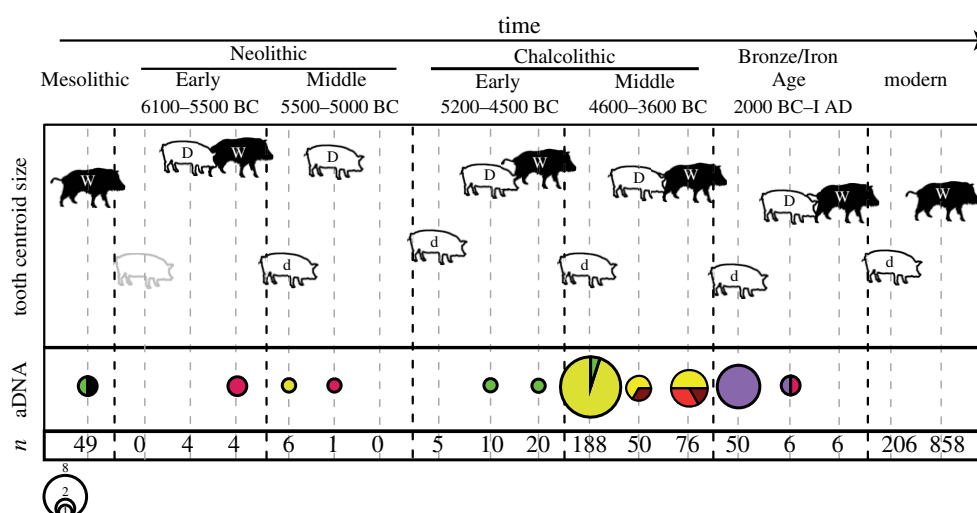 time
Neolithic Chalcolithic Bronze/Iron
Mesolithic Early Middle Early Middle Age modern
6100–5500 BC 5500–5000 BC 5200–4500 BC 4600–3600 BC 2000 BC–I AD
tooth centroid size
W D W D D W D W D W W
d d d d d
aDNA
n 49 0 4 4 6 1 0 5 10 20 188 50 76 50 6 6 206 858
8
2